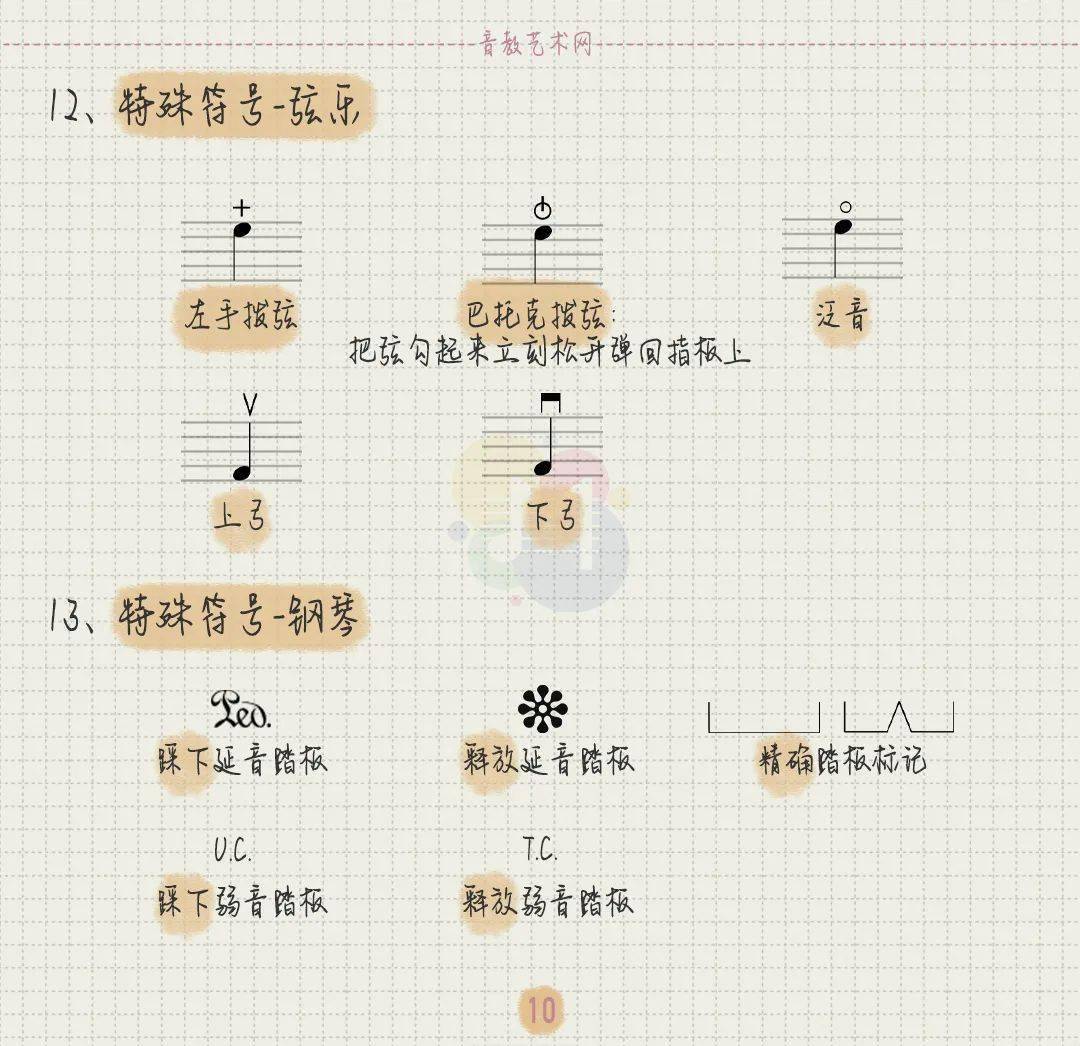 音教艺术网
12、特殊符号-弦乐
左手拨弦
巴托克拨弦:
泛音
把弦勾起来立刻松开弹回指板上
上弓
下弓
13、特殊符号-钢琴
Ped.
踩下延音踏板
释放延音踏板
精确踏板标记
U.C.
T.C.
踩下弱音踏板
释放弱音踏板
10